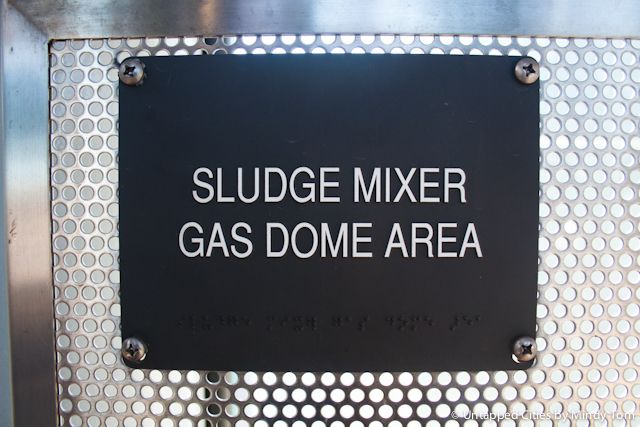 SLUDGE MIXER
GAS DOME AREA
© Untapped Cities By Mindy Tom